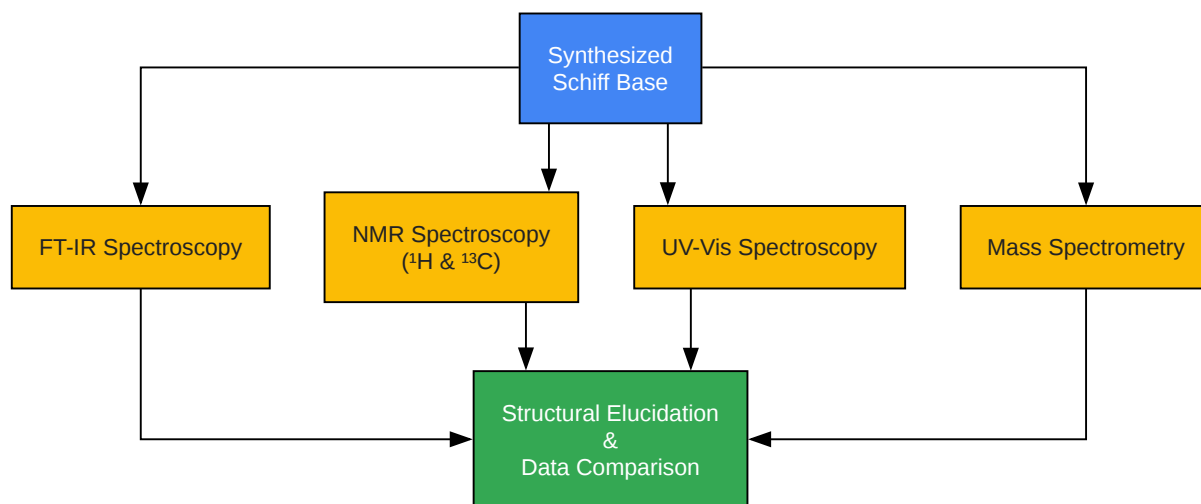 Synthesized
Schiff Base
FT-IR Spectroscopy
NMR Spectroscopy
(¹H & ¹³C)
UV-Vis Spectroscopy
Mass Spectrometry
Structural Elucidation
&
Data Comparison